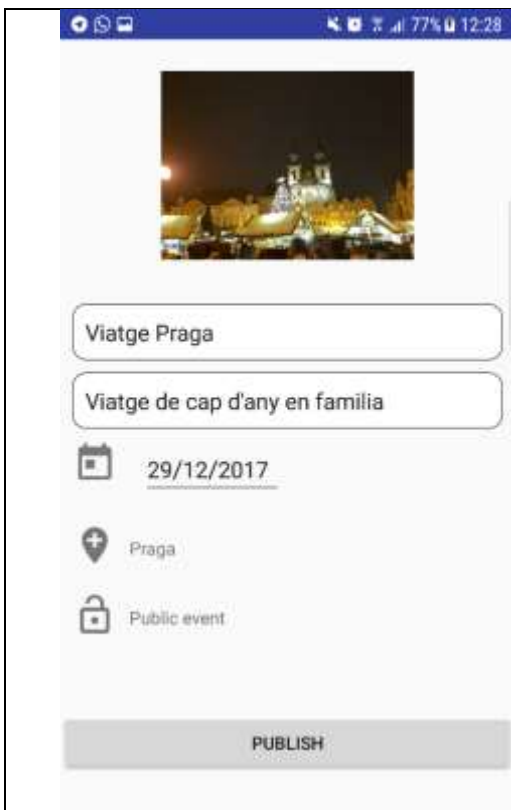 77% 12:28
Viatge Praga
Viatge de cap d'any en familia
29/12/2017
Praga
Public event
PUBLISH